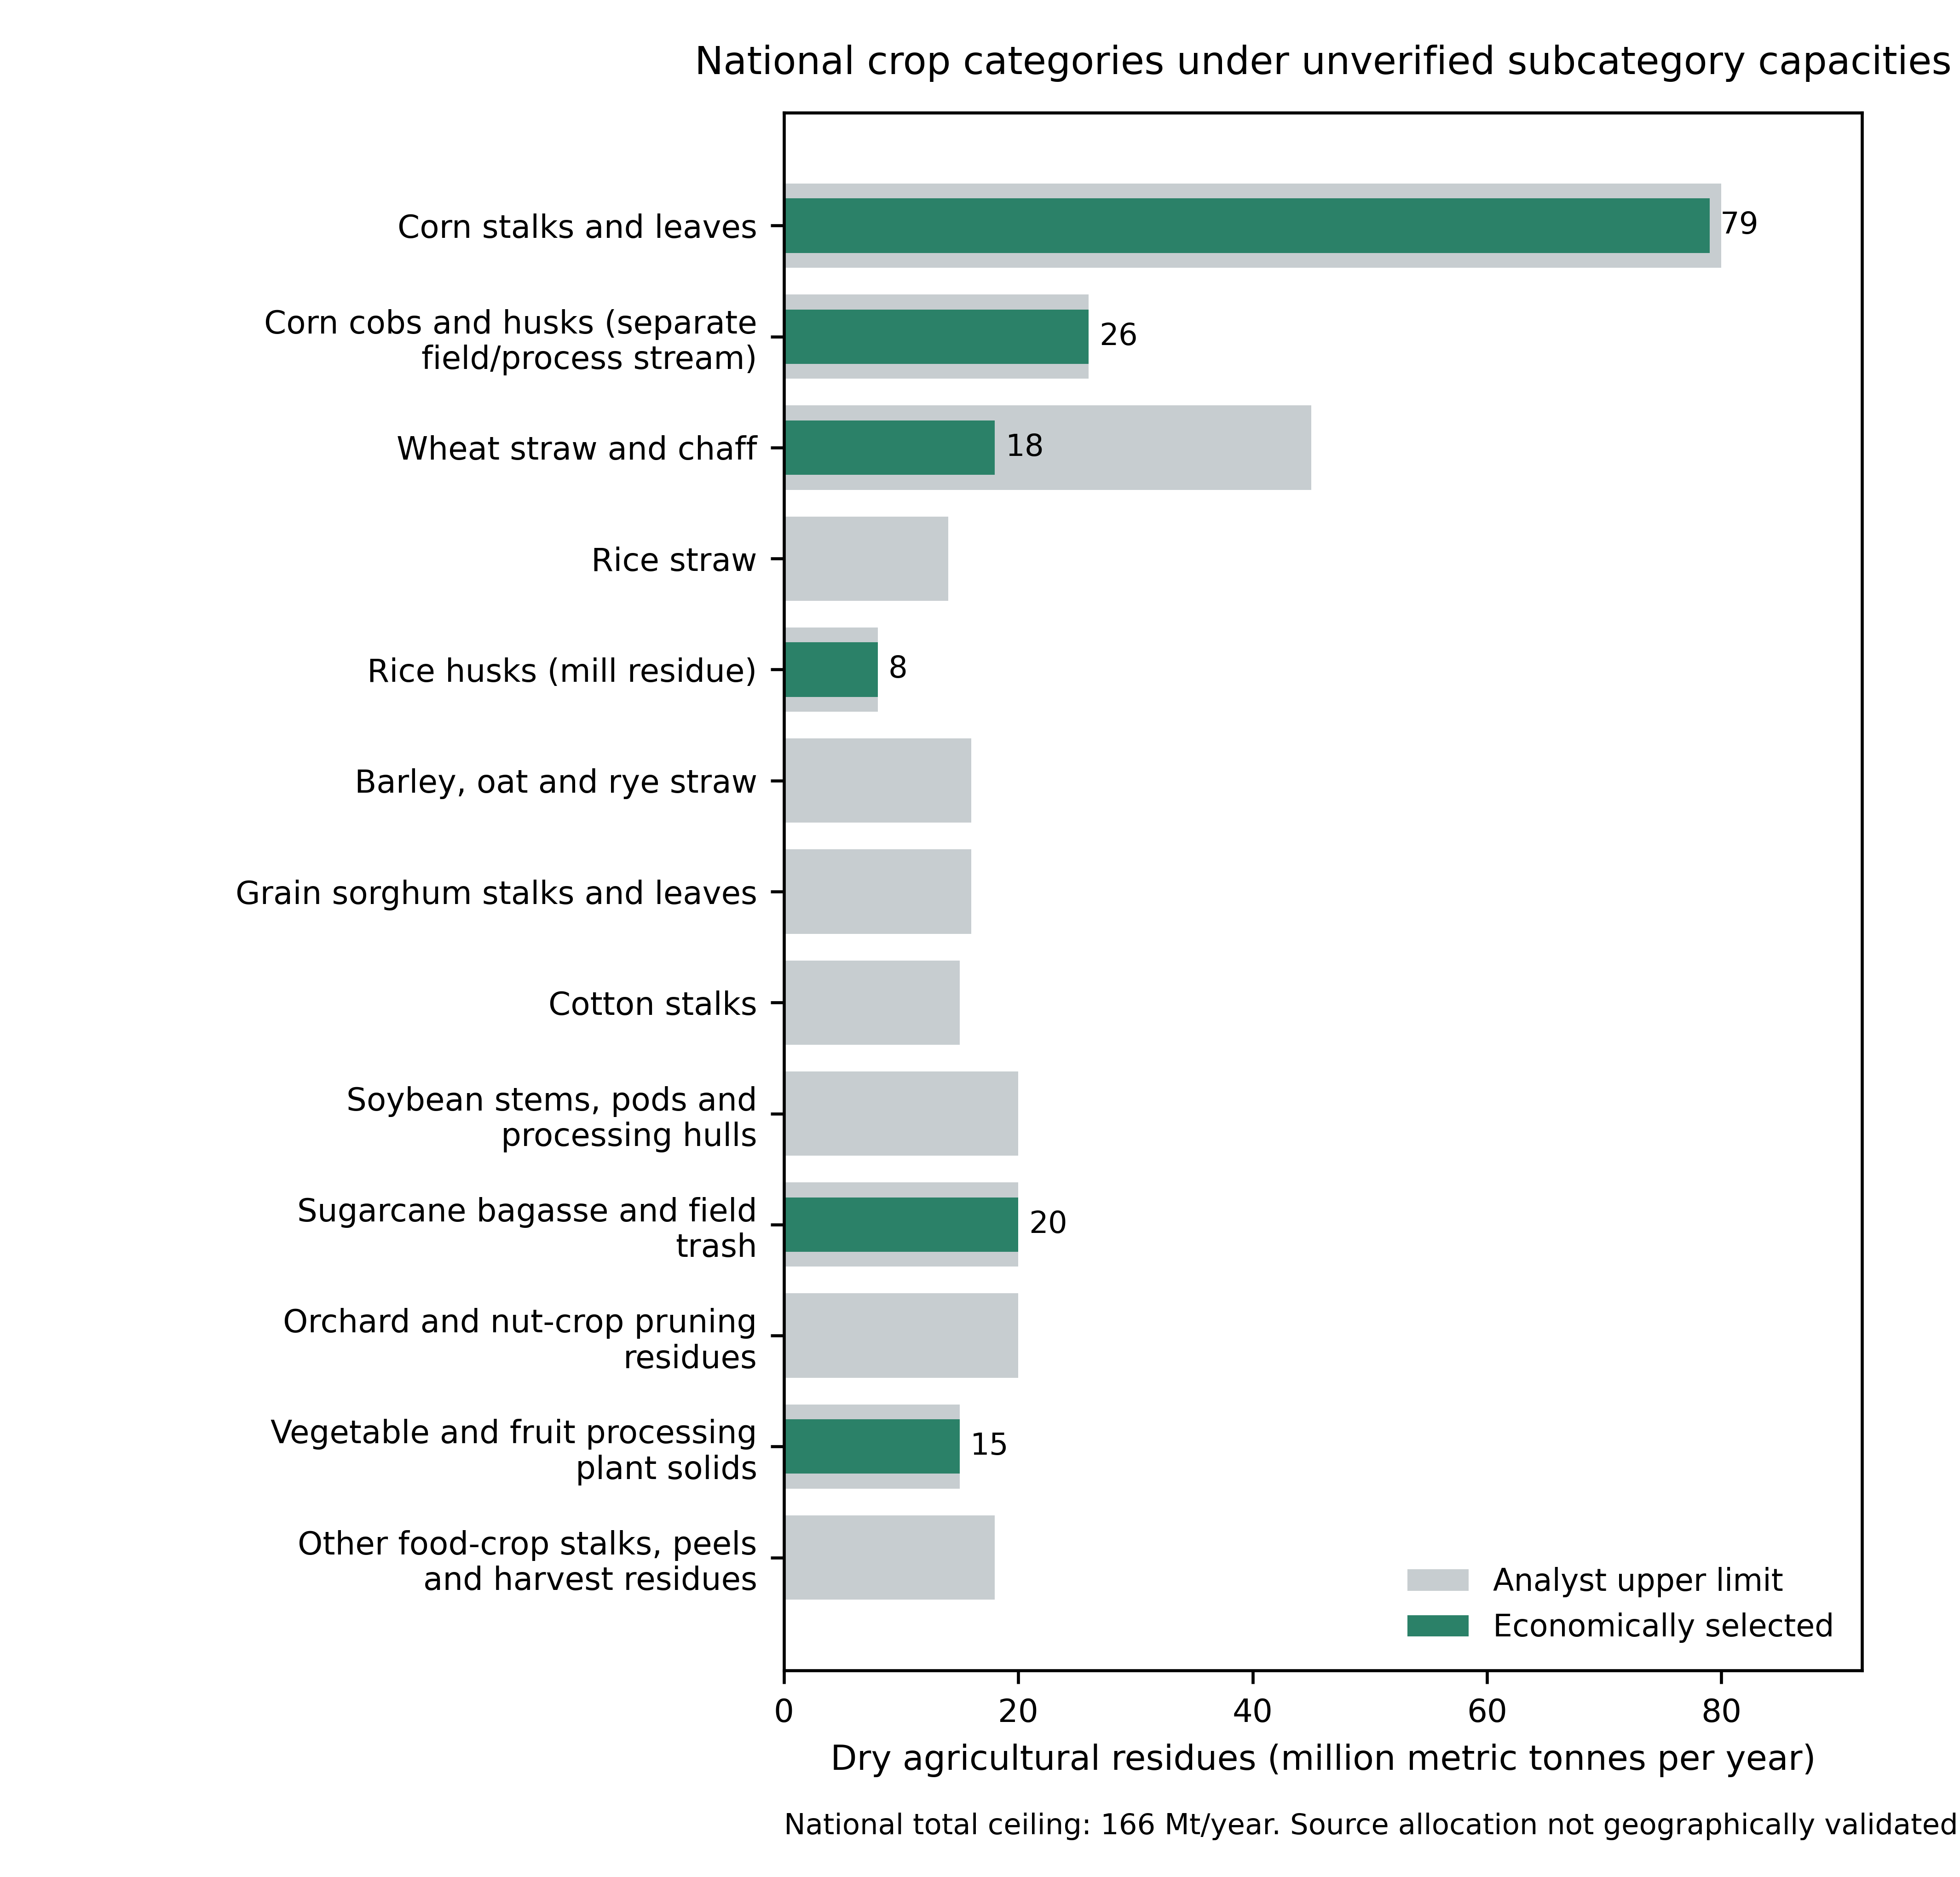 National crop categories under unverified subcategory capacities
Corn stalks and leaves
79
Corn cobs and husks (separate
field/process stream)
26
Wheat straw and chaff
18
Rice straw
Rice husks (mill residue)
8
Barley, oat and rye straw
Grain sorghum stalks and leaves
Cotton stalks
Soybean stems, pods and
processing hulls
Sugarcane bagasse and field
trash
20
Orchard and nut-crop pruning
residues
Vegetable and fruit processing
plant solids
15
Other food-crop stalks, peels
and harvest residues
Analyst upper limit
Economically selected
0 20 40 60 80
Dry agricultural residues (million metric tonnes per year)
National total ceiling: 166 Mt/year. Source allocation not geographically validated